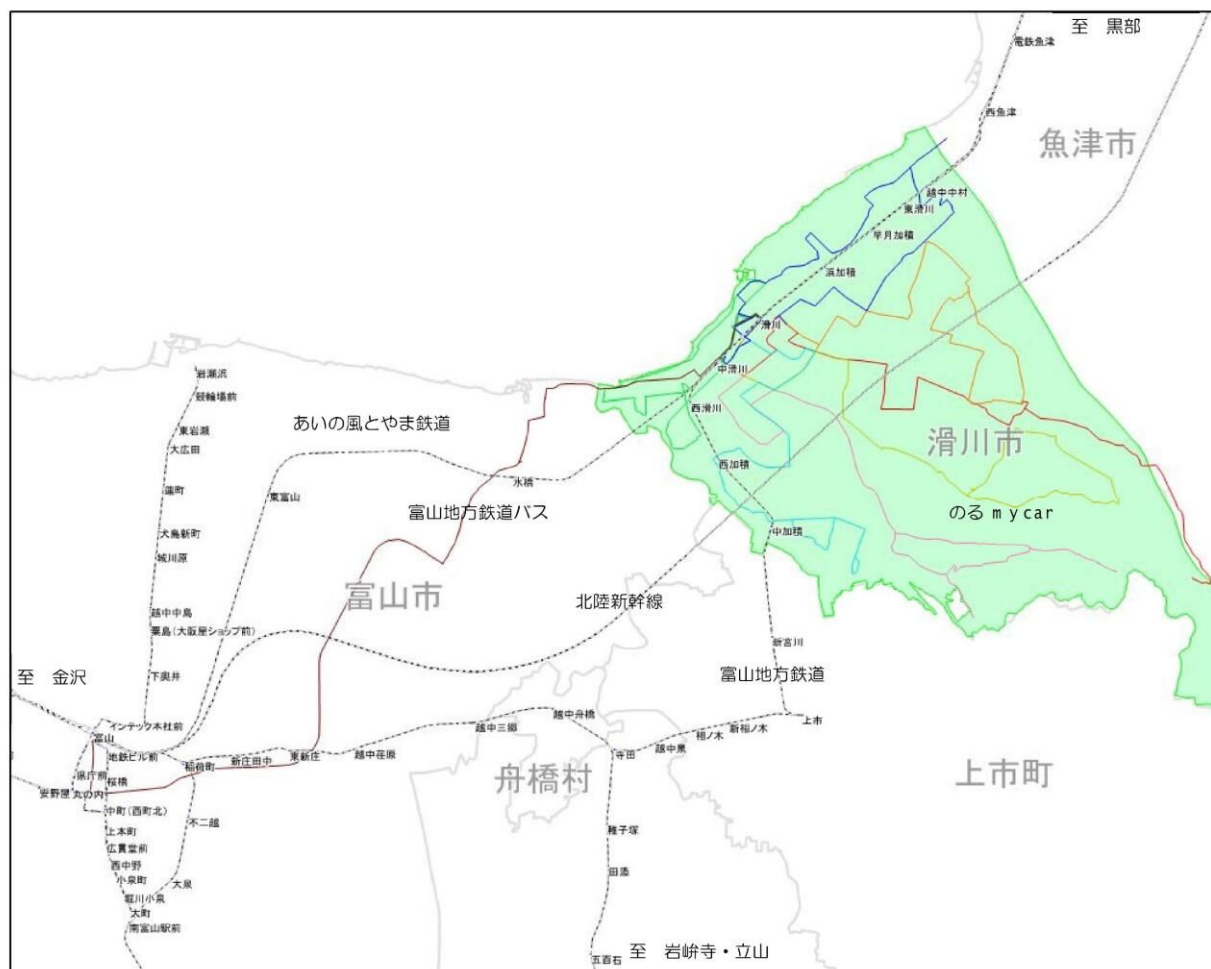 至　黒部
電鉄魚津
西魚津
魚津市
越中中村
東滑川
早月加積
浜加積
滑川
中滑川
西滑川
滑川市
西加積
のる my car
中加積
岩瀬浜
競輪場前
東岩瀬
大広田
蓮町
犬島新町
城川原
越中中島
粟島(大阪屋ショップ前)
下奥井
インテック本社前
あいの風とやま鉄道
東富山
水橋
富山地方鉄道バス
富山市
北陸新幹線
新宮川
富山地方鉄道
至　金沢
富山
地鉄ビル前
県庁前
桜橋
安野屋
丸の内
中町(西町北)
上本町
広貫堂前
西中野
小泉町
堀川小泉
大町
南富山駅前
稲荷町
新庄田中
東新庄
越中荏原
越中三郷
越中舟橋
寺田
越中泉
相ノ木
新相ノ木
上市
不二越
大泉
舟橋村
上市町
稚子塚
田添
五百石
至　岩峅寺・立山